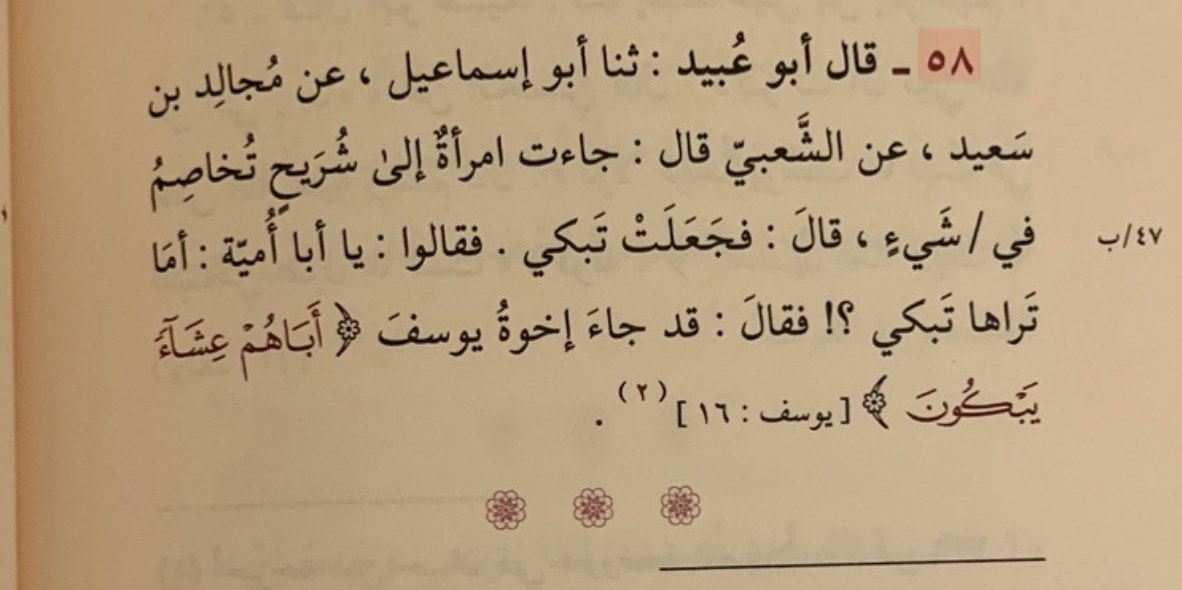 ٥٨ ـ قال أبو عُبيد : ثنا أبو إسماعيل ، عن مُجالِد بن
سَعيد ، عن الشَّعبيّ قال : جاءت امرأةٌ إلىٰ شُرَيحٍ تُخاصِمُ
في / شَيءٍ ، قالَ : فجَعَلَتْ تَبكي . فقالوا : يا أبا أُميّة : أمَا
٤٧/ب
تَراها تَبكي ؟! فقالَ : قد جاءَ إخوةُ يوسفَ ﴿ أَبَاهُمْ عِشَآءً
يَبْكُونَ ﴾ [ يوسف : ١٦ ] (٢) .